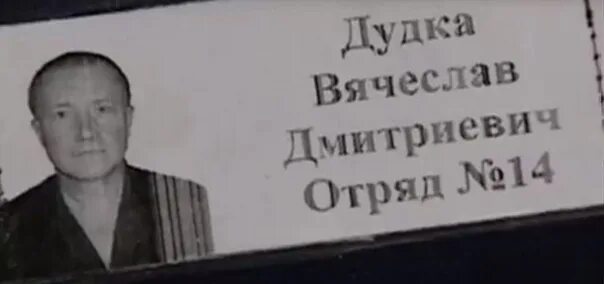 Дудка
Вячеслав
Дмитриевич
Отряд №14